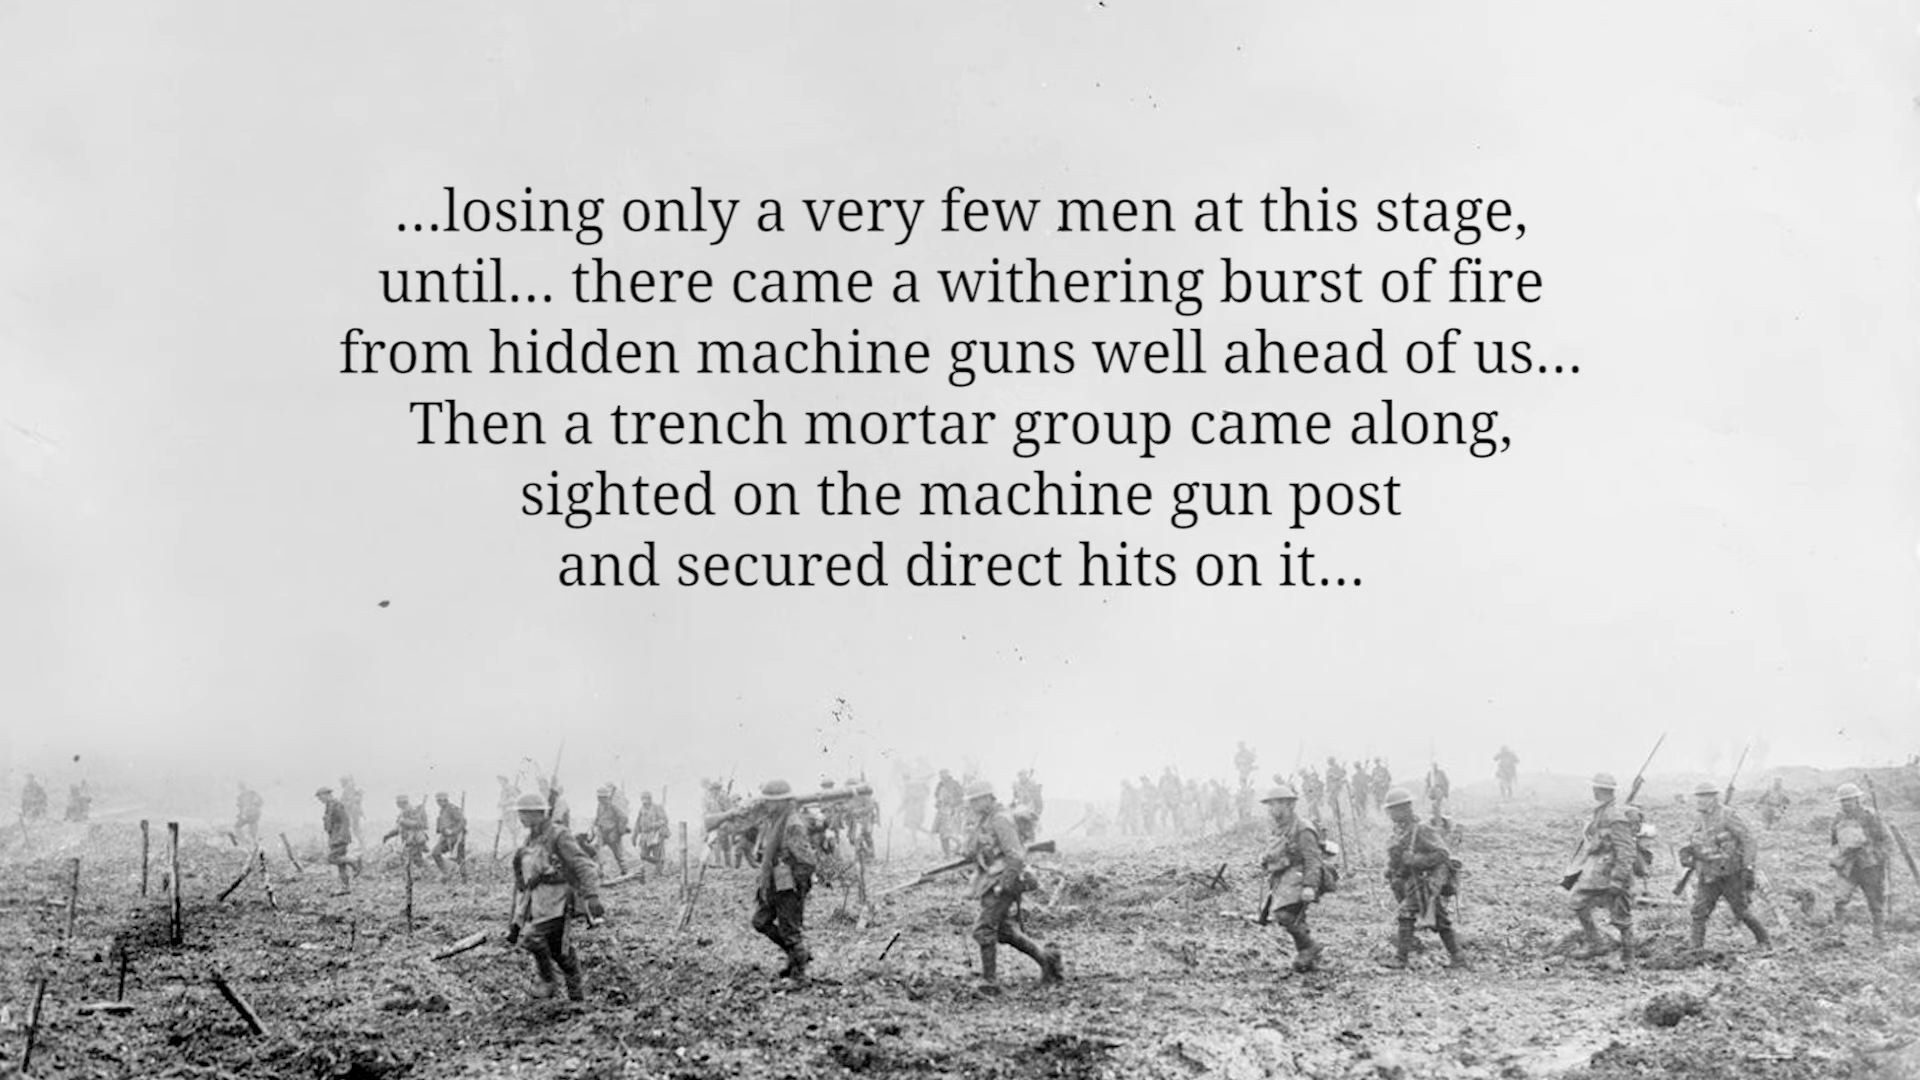 ...losing only a very few men at this stage,
until... there came a withering burst of fire
from hidden machine guns well ahead of us...
Then a trench mortar group came along,
sighted on the machine gun post
and secured direct hits on it...